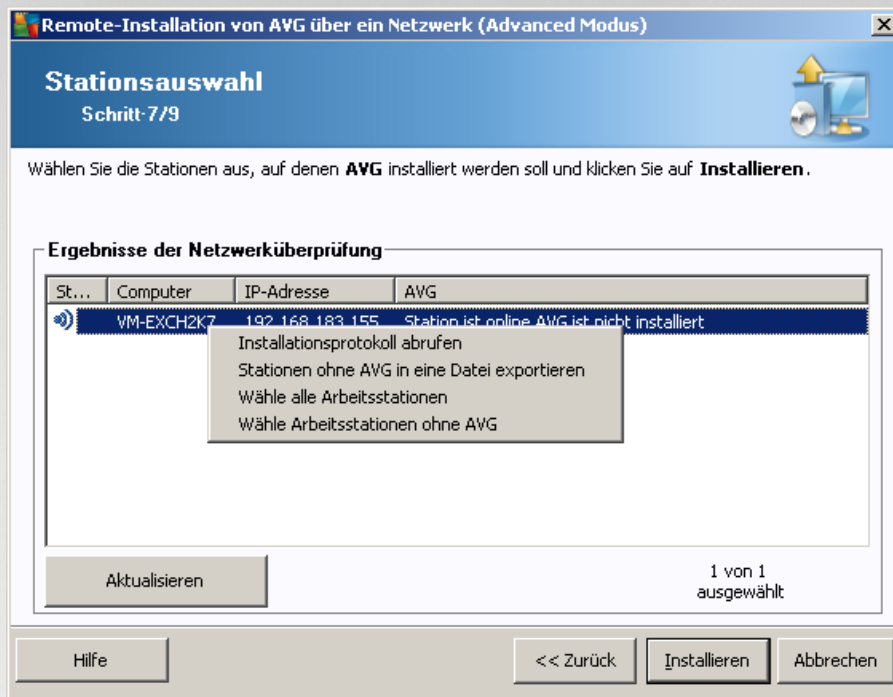 Remote-Installation von AVG über ein Netzwerk (Advanced Modus)
Stationsauswahl
Schritt-7/9
Wählen Sie die Stationen aus, auf denen AVG installiert werden soll und klicken Sie auf Installieren.
Ergebnisse der Netzwerküberprüfung
St... Computer IP-Adresse AVG
VM-EXCH2K7 192.168.183.155 Station ist online AVG ist nicht installiert
Installationsprotokoll abrufen
Stationen ohne AVG in eine Datei exportieren
Wähle alle Arbeitsstationen
Wähle Arbeitsstationen ohne AVG
Aktualisieren
1 von 1
ausgewählt
Hilfe << Zurück Installieren Abbrechen